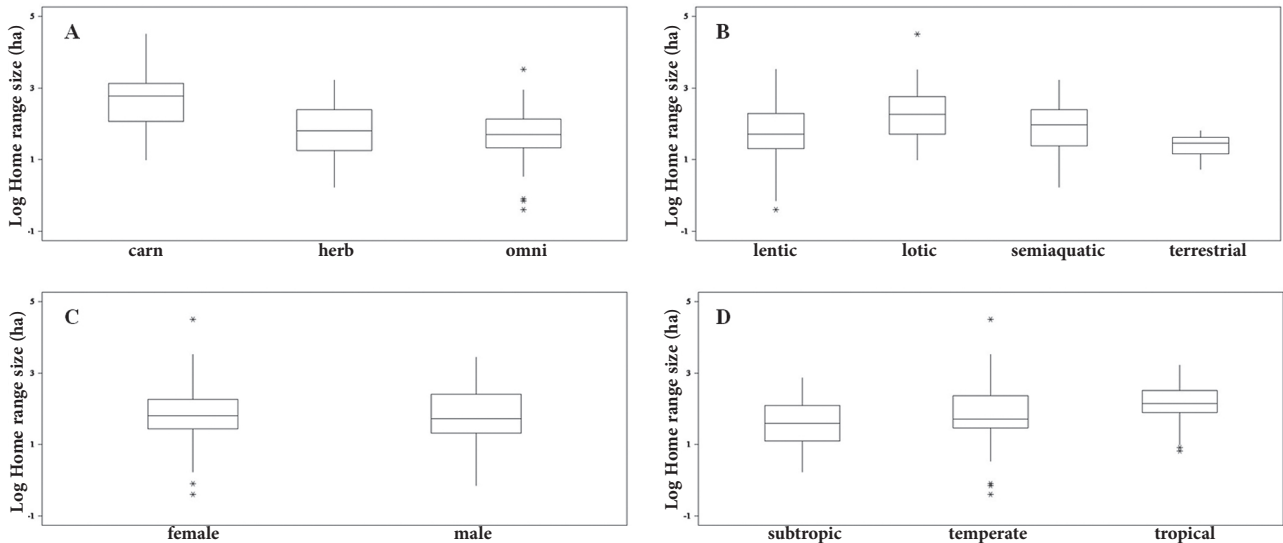 A
Log Home range size (ha)
5
3
1
-1
carn herb omni
B
Log Home range size (ha)
5
3
1
-1
lentic lotic semiaquatic terrestrial
C
Log Home range size (ha)
5
3
1
-1
female male
D
Log Home range size (ha)
5
3
1
-1
subtropic temperate tropical